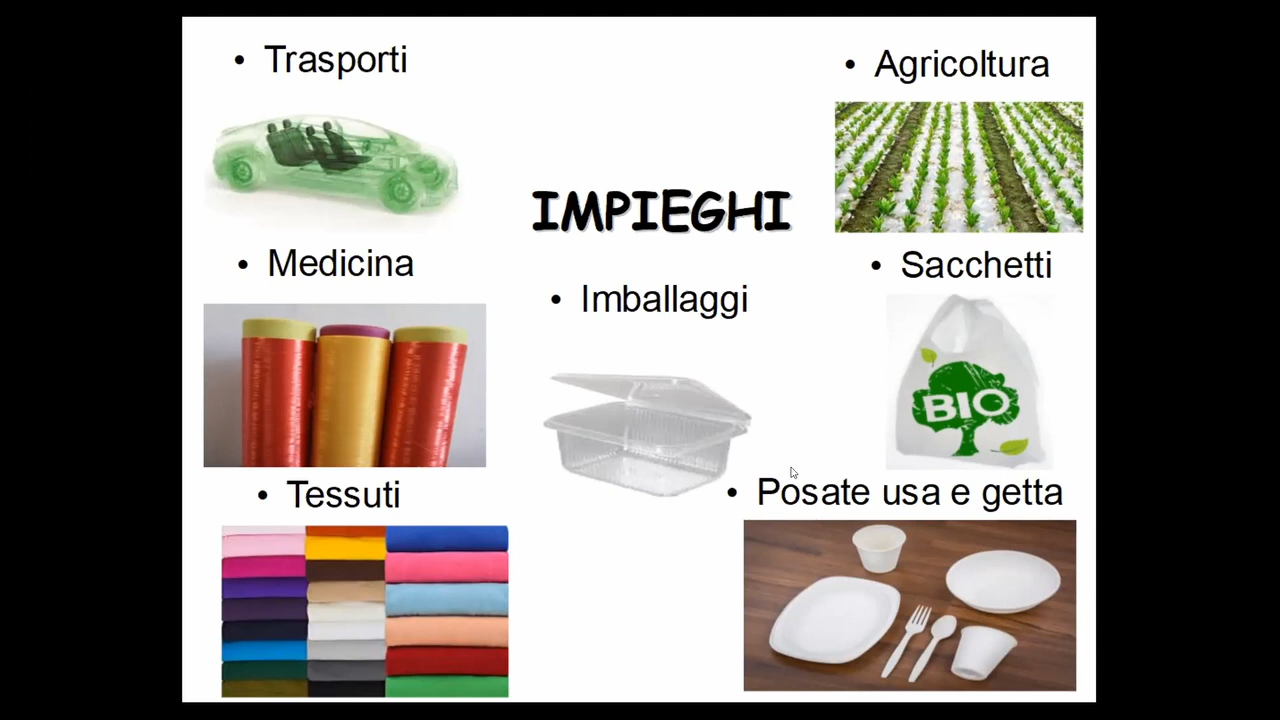 • Trasporti
• Agricoltura
IMPIEGHI
• Medicina
• Imballaggi
• Sacchetti
BIO
• Tessuti
• Posate usa e getta